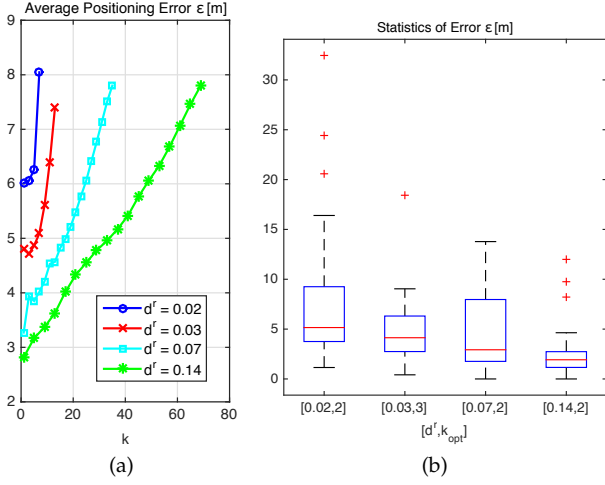 Average Positioning Error ε [m]
9
8
7
6
5
4
3
2
0 20 40 60 80
k
dʳ = 0.02
dʳ = 0.03
dʳ = 0.07
dʳ = 0.14
(a)
Statistics of Error ε [m]
30
25
20
15
10
5
0
[0.02,2] [0.03,3] [0.07,2] [0.14,2]
[dʳ,kopt]
(b)